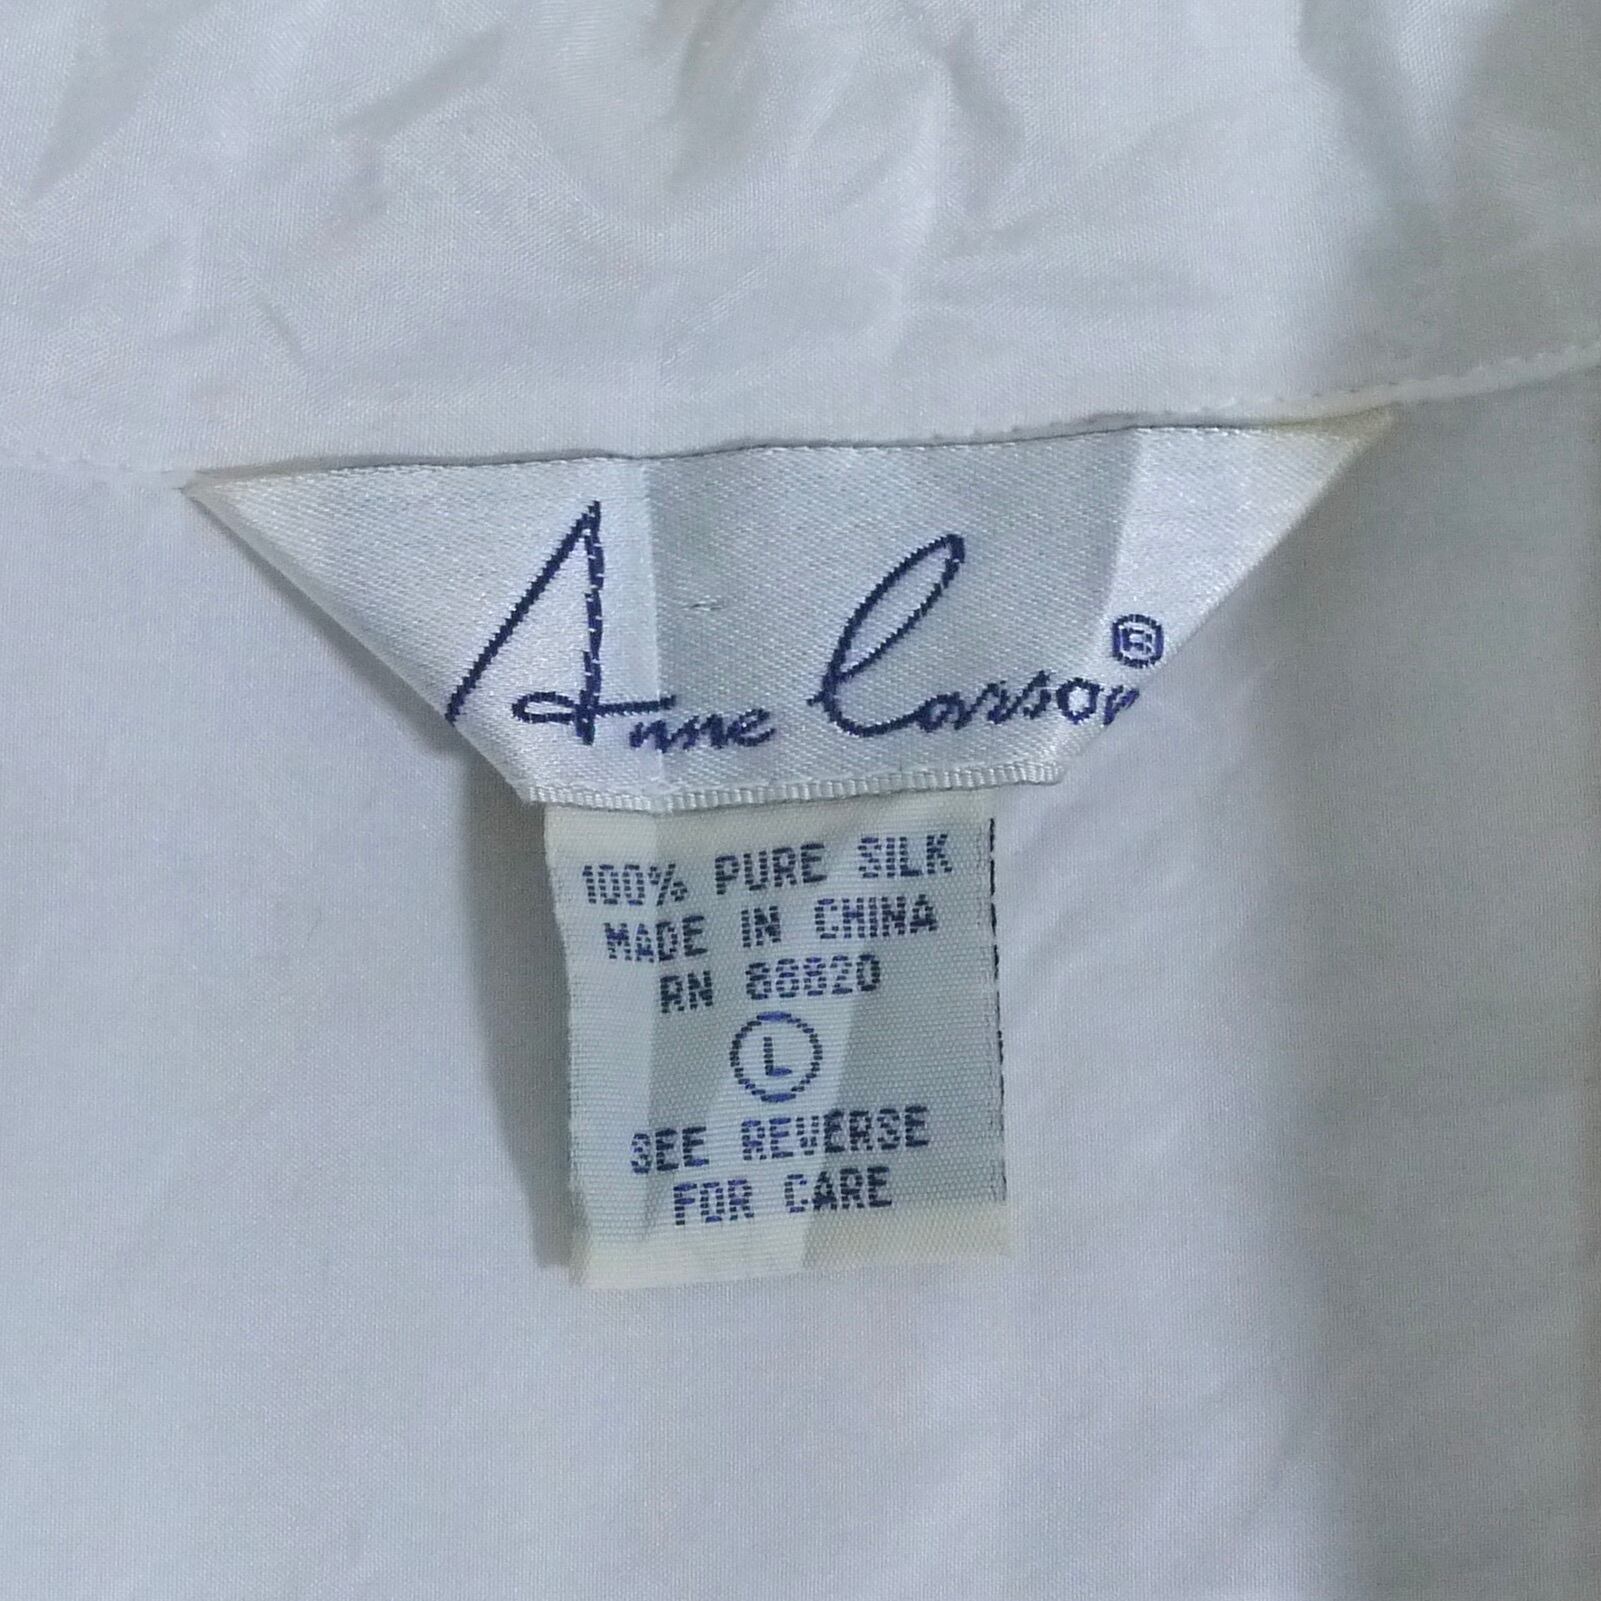 Anne Carson®
100% PURE SILK
MADE IN CHINA
RN 88820
L
SEE REVERSE
FOR CARE